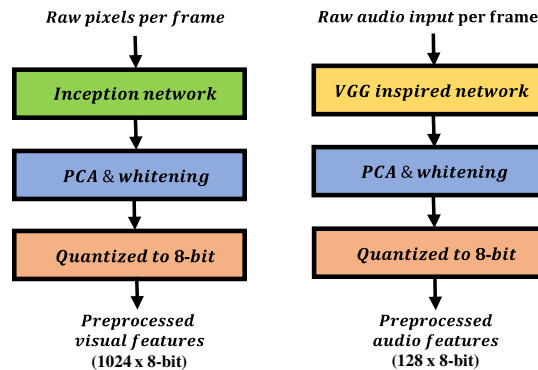 Raw pixels per frame
Inception network
PCA & whitening
Quantized to 8-bit
Preprocessed
visual features
(1024 x 8-bit)
Raw audio input per frame
VGG inspired network
PCA & whitening
Quantized to 8-bit
Preprocessed
audio features
(128 x 8-bit)